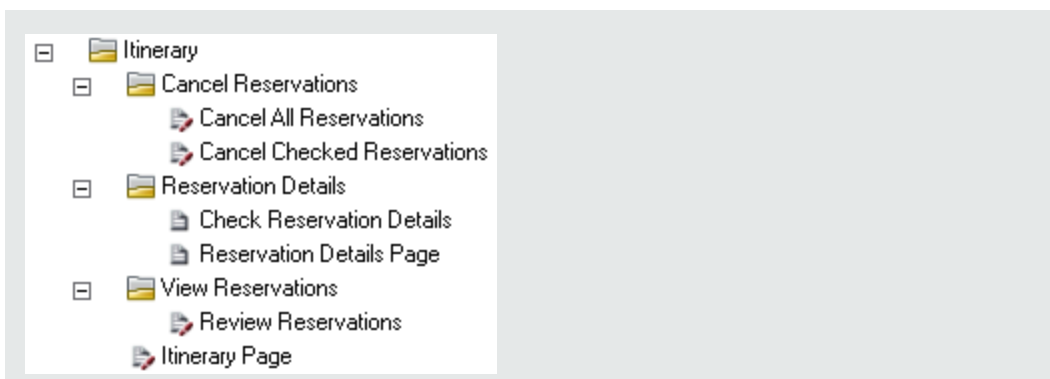 Itinerary
Cancel Reservations
Cancel All Reservations
Cancel Checked Reservations
Reservation Details
Check Reservation Details
Reservation Details Page
View Reservations
Review Reservations
Itinerary Page